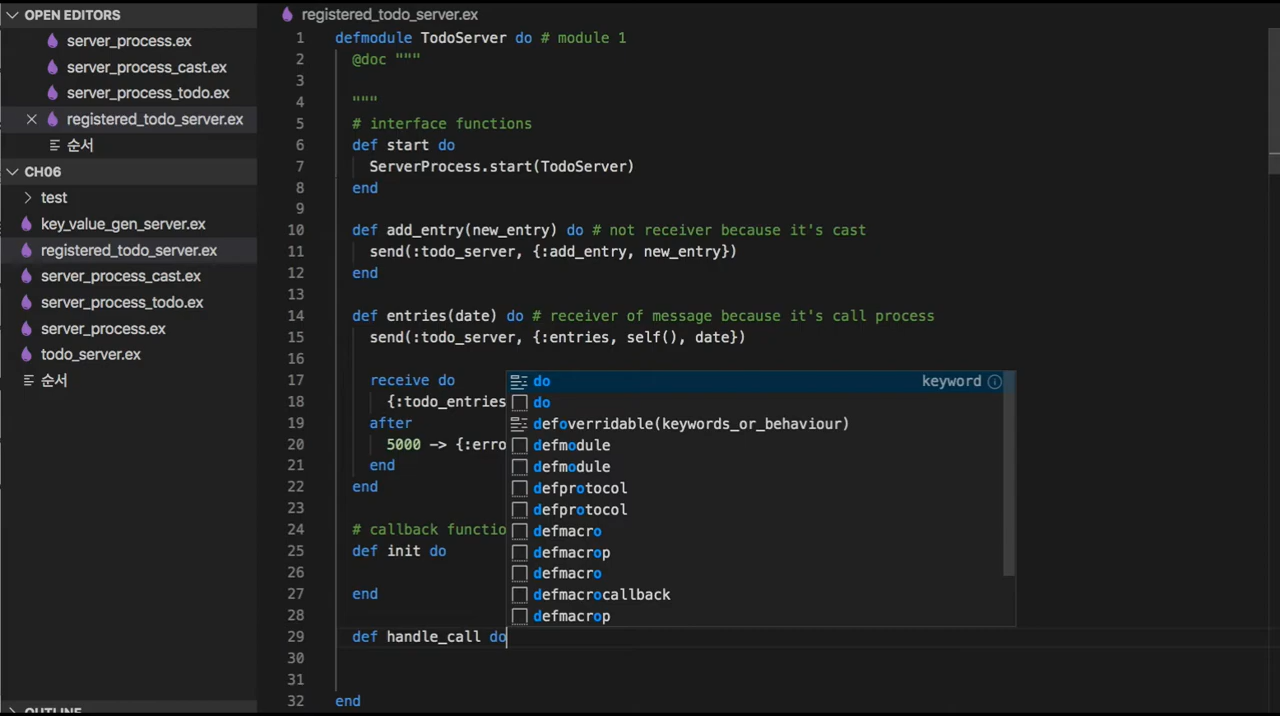 OPEN EDITORS
server_process.ex
server_process_cast.ex
server_process_todo.ex
registered_todo_server.ex
순서
CH06
test
key_value_gen_server.ex
registered_todo_server.ex
server_process_cast.ex
server_process_todo.ex
server_process.ex
todo_server.ex
순서
OUTLINE
registered_todo_server.ex
1 defmodule TodoServer do # module 1
2 @doc """
3
4 """
5 # interface functions
6 def start do
7 ServerProcess.start(TodoServer)
8 end
9
10 def add_entry(new_entry) do # not receiver because it's cast
11 send(:todo_server, {:add_entry, new_entry})
12 end
13
14 def entries(date) do # receiver of message because it's call process
15 send(:todo_server, {:entries, self(), date})
16
17 receive do
18 {:todo_entries
19 after
20 5000 -> {:erro
21 end
22 end
23
24 # callback functio
25 def init do
26
27 end
28
29 def handle_call do
30
31
32 end
do keyword
do
defoverridable(keywords_or_behaviour)
defmodule
defmodule
defprotocol
defprotocol
defmacro
defmacrop
defmacro
defmacrocallback
defmacrop